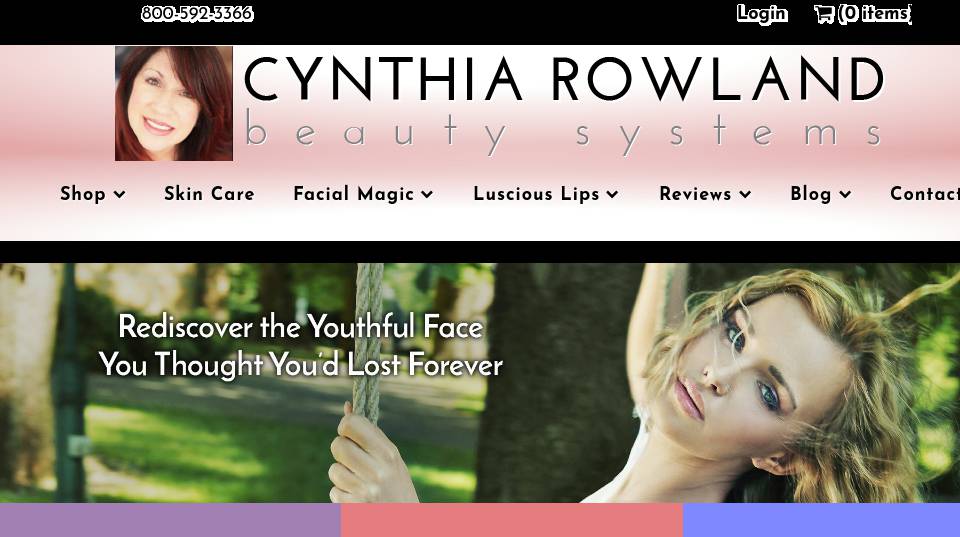 800-592-3366
Login (0 items)
CYNTHIA ROWLAND
beauty systems
Shop Skin Care Facial Magic Luscious Lips Reviews Blog Contact
Rediscover the Youthful Face
You Thought You'd Lost Forever